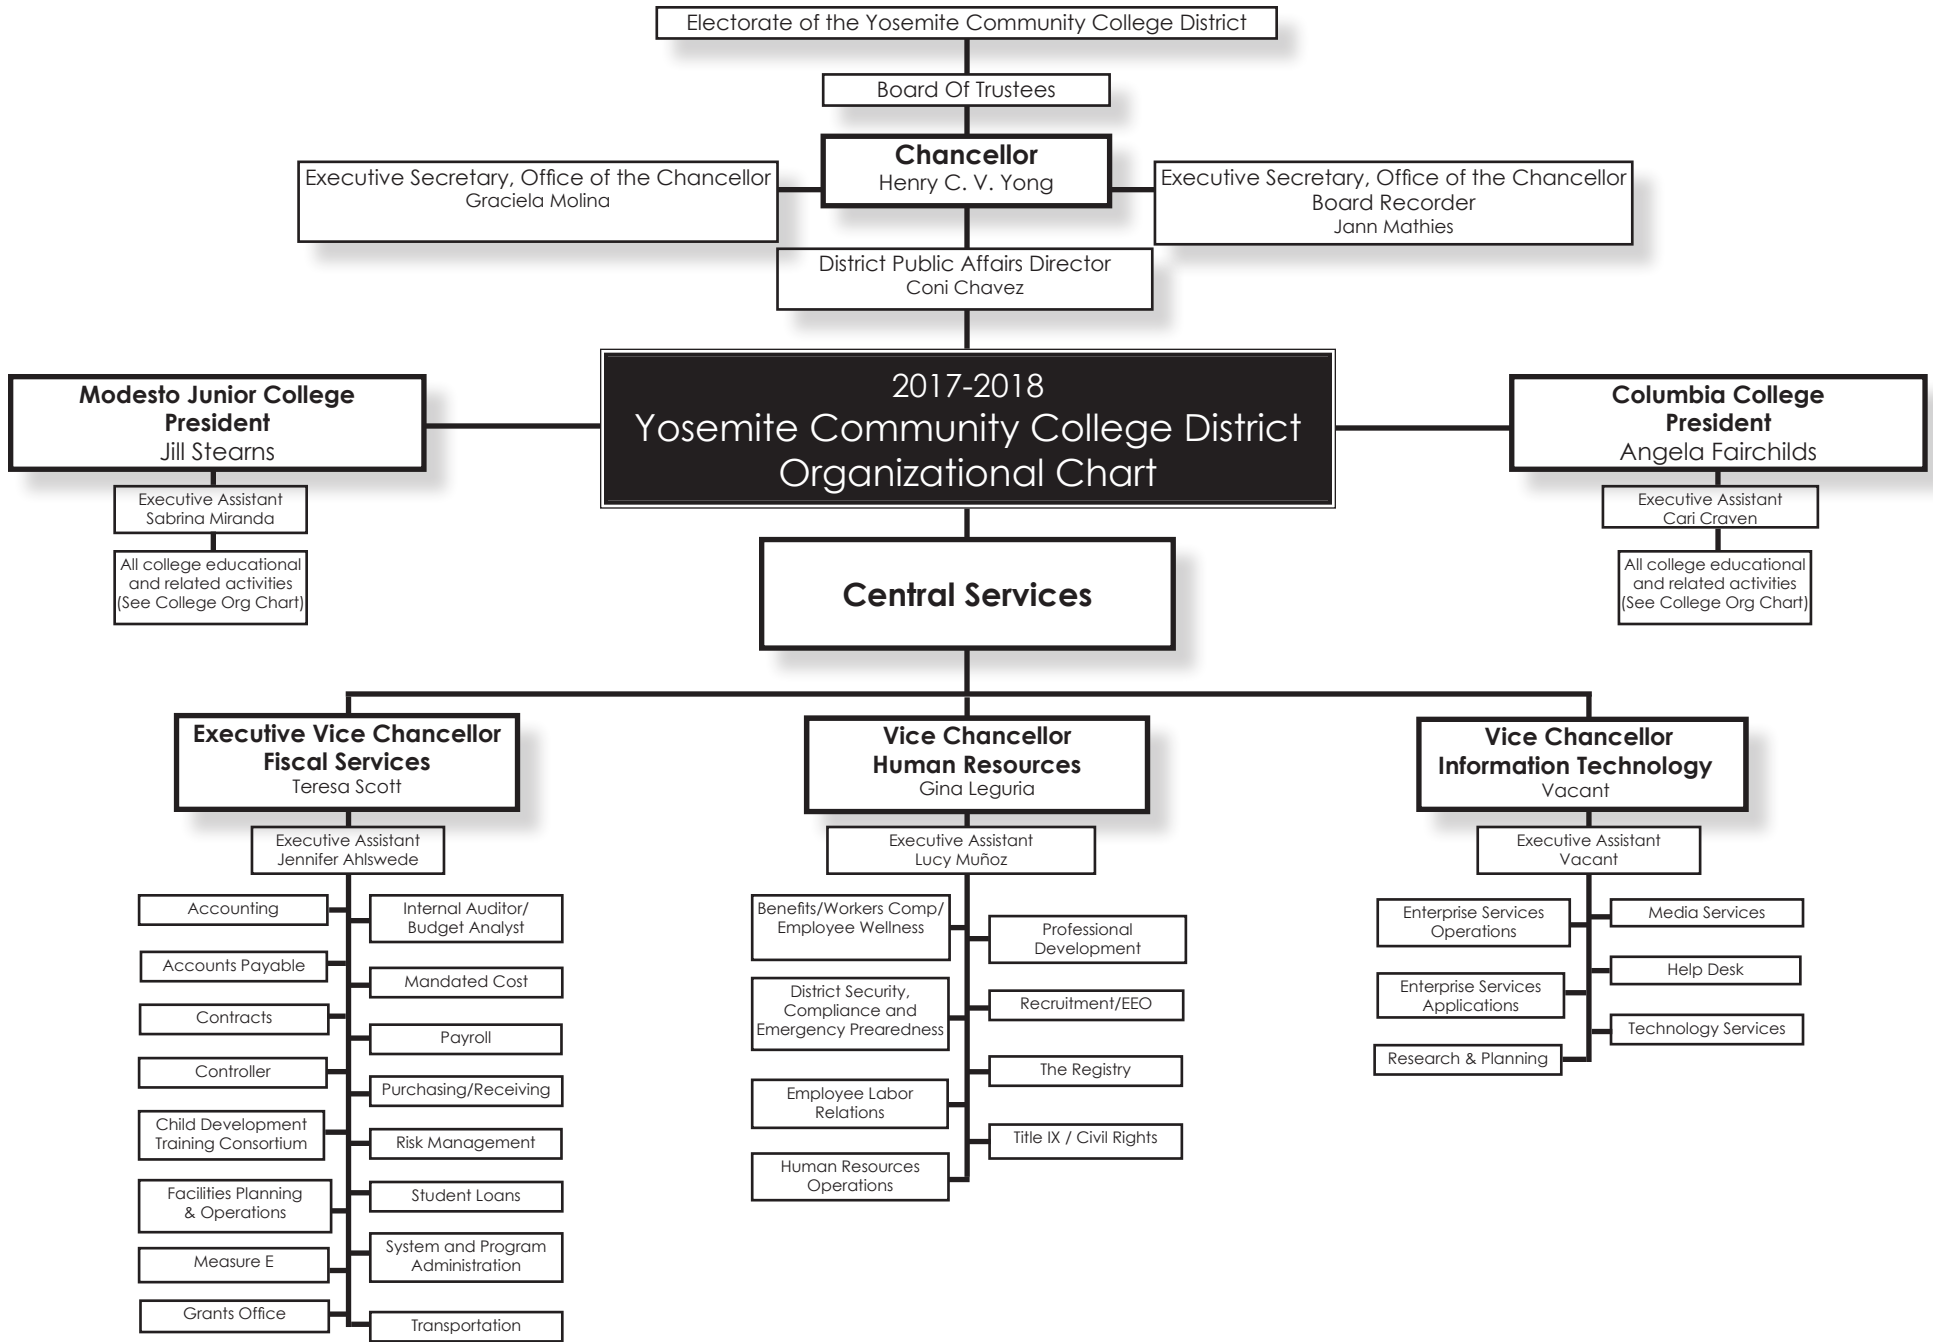 Electorate of the Yosemite Community College District
Board Of Trustees
Chancellor
Henry C. V. Yong
Executive Secretary, Office of the Chancellor
Graciela Molina
Executive Secretary, Office of the Chancellor
Board Recorder
Jann Mathies
District Public Affairs Director
Coni Chavez
2017-2018
Yosemite Community College District
Organizational Chart
Modesto Junior College
President
Jill Stearns
Executive Assistant
Sabrina Miranda
All college educational
and related activities
(See College Org Chart)
Columbia College
President
Angela Fairchilds
Executive Assistant
Cari Craven
All college educational
and related activities
(See College Org Chart)
Central Services
Executive Vice Chancellor
Fiscal Services
Teresa Scott
Executive Assistant
Jennifer Ahlswede
Accounting
Accounts Payable
Contracts
Controller
Child Development
Training Consortium
Facilities Planning
& Operations
Measure E
Grants Office
Internal Auditor/
Budget Analyst
Mandated Cost
Payroll
Purchasing/Receiving
Risk Management
Student Loans
System and Program
Administration
Transportation
Vice Chancellor
Human Resources
Gina Leguria
Executive Assistant
Lucy Muñoz
Benefits/Workers Comp/
Employee Wellness
District Security,
Compliance and
Emergency Prearedness
Employee Labor
Relations
Human Resources
Operations
Professional
Development
Recruitment/EEO
The Registry
Title IX / Civil Rights
Vice Chancellor
Information Technology
Vacant
Executive Assistant
Vacant
Enterprise Services
Operations
Enterprise Services
Applications
Research & Planning
Media Services
Help Desk
Technology Services